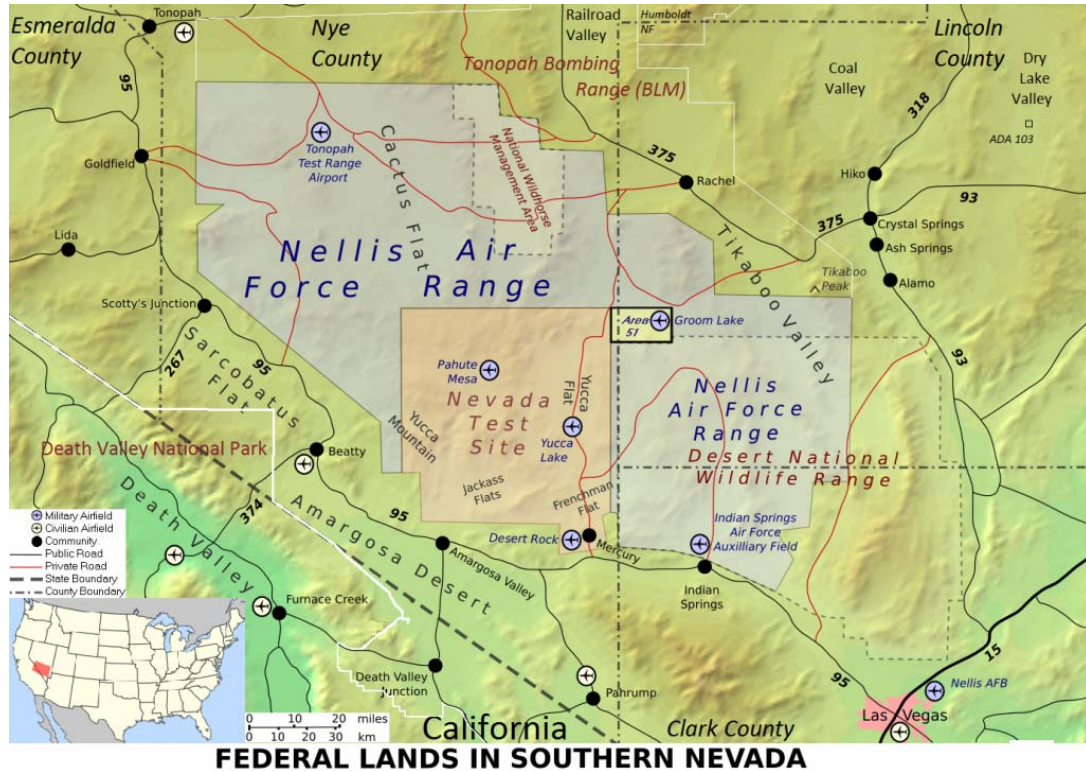 Esmeralda
County
Tonopah
Nye
County
Railroad
Valley
Humboldt
NF
Lincoln
County
Tonopah Bombing
Range (BLM)
Coal
Valley
Dry
Lake
Valley
ADA 103
95
318
Tonopah
Test Range
Airport
Cactus Flat
National Wildhorse
Management Area
375
Goldfield
Rachel
Hiko
93
375
Crystal Springs
Ash Springs
Lida
Nellis Air
Force Range
Tikaboo Valley
Tikaboo
Peak
Alamo
Scotty's Junction
Area
51
Groom Lake
Sarcobatus
Flat
95
267
93
Pahute
Mesa
Yucca
Flat
Nevada
Test
Site
Nellis
Air Force
Range
Yucca
Mountain
Yucca
Lake
Desert National
Wildlife Range
Death Valley National Park
Beatty
Jackass
Flats
Frenchman
Flat
374
Death Valley
Amargosa Desert
95
Desert Rock
Mercury
Indian Springs
Air Force
Auxilliary Field
Amargosa Valley
Indian
Springs
Military Airfield
Civilian Airfield
Community
Public Road
Private Road
State Boundary
County Boundary
Furnace Creek
Death Valley
Junction
Pahrump
95
15
Nellis AFB
Las Vegas
0 10 20 miles
0 10 20 30 km
California
Clark County
FEDERAL LANDS IN SOUTHERN NEVADA